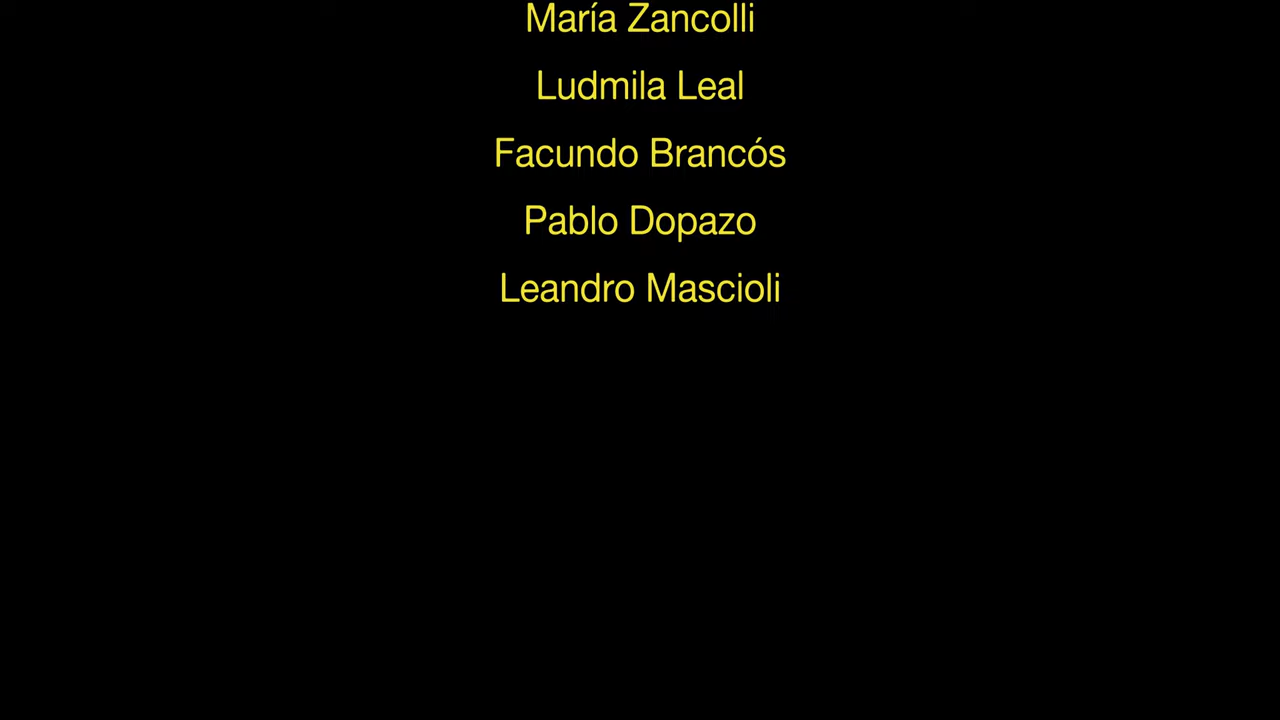 María Zancolli
Ludmila Leal
Facundo Brancós
Pablo Dopazo
Leandro Mascioli